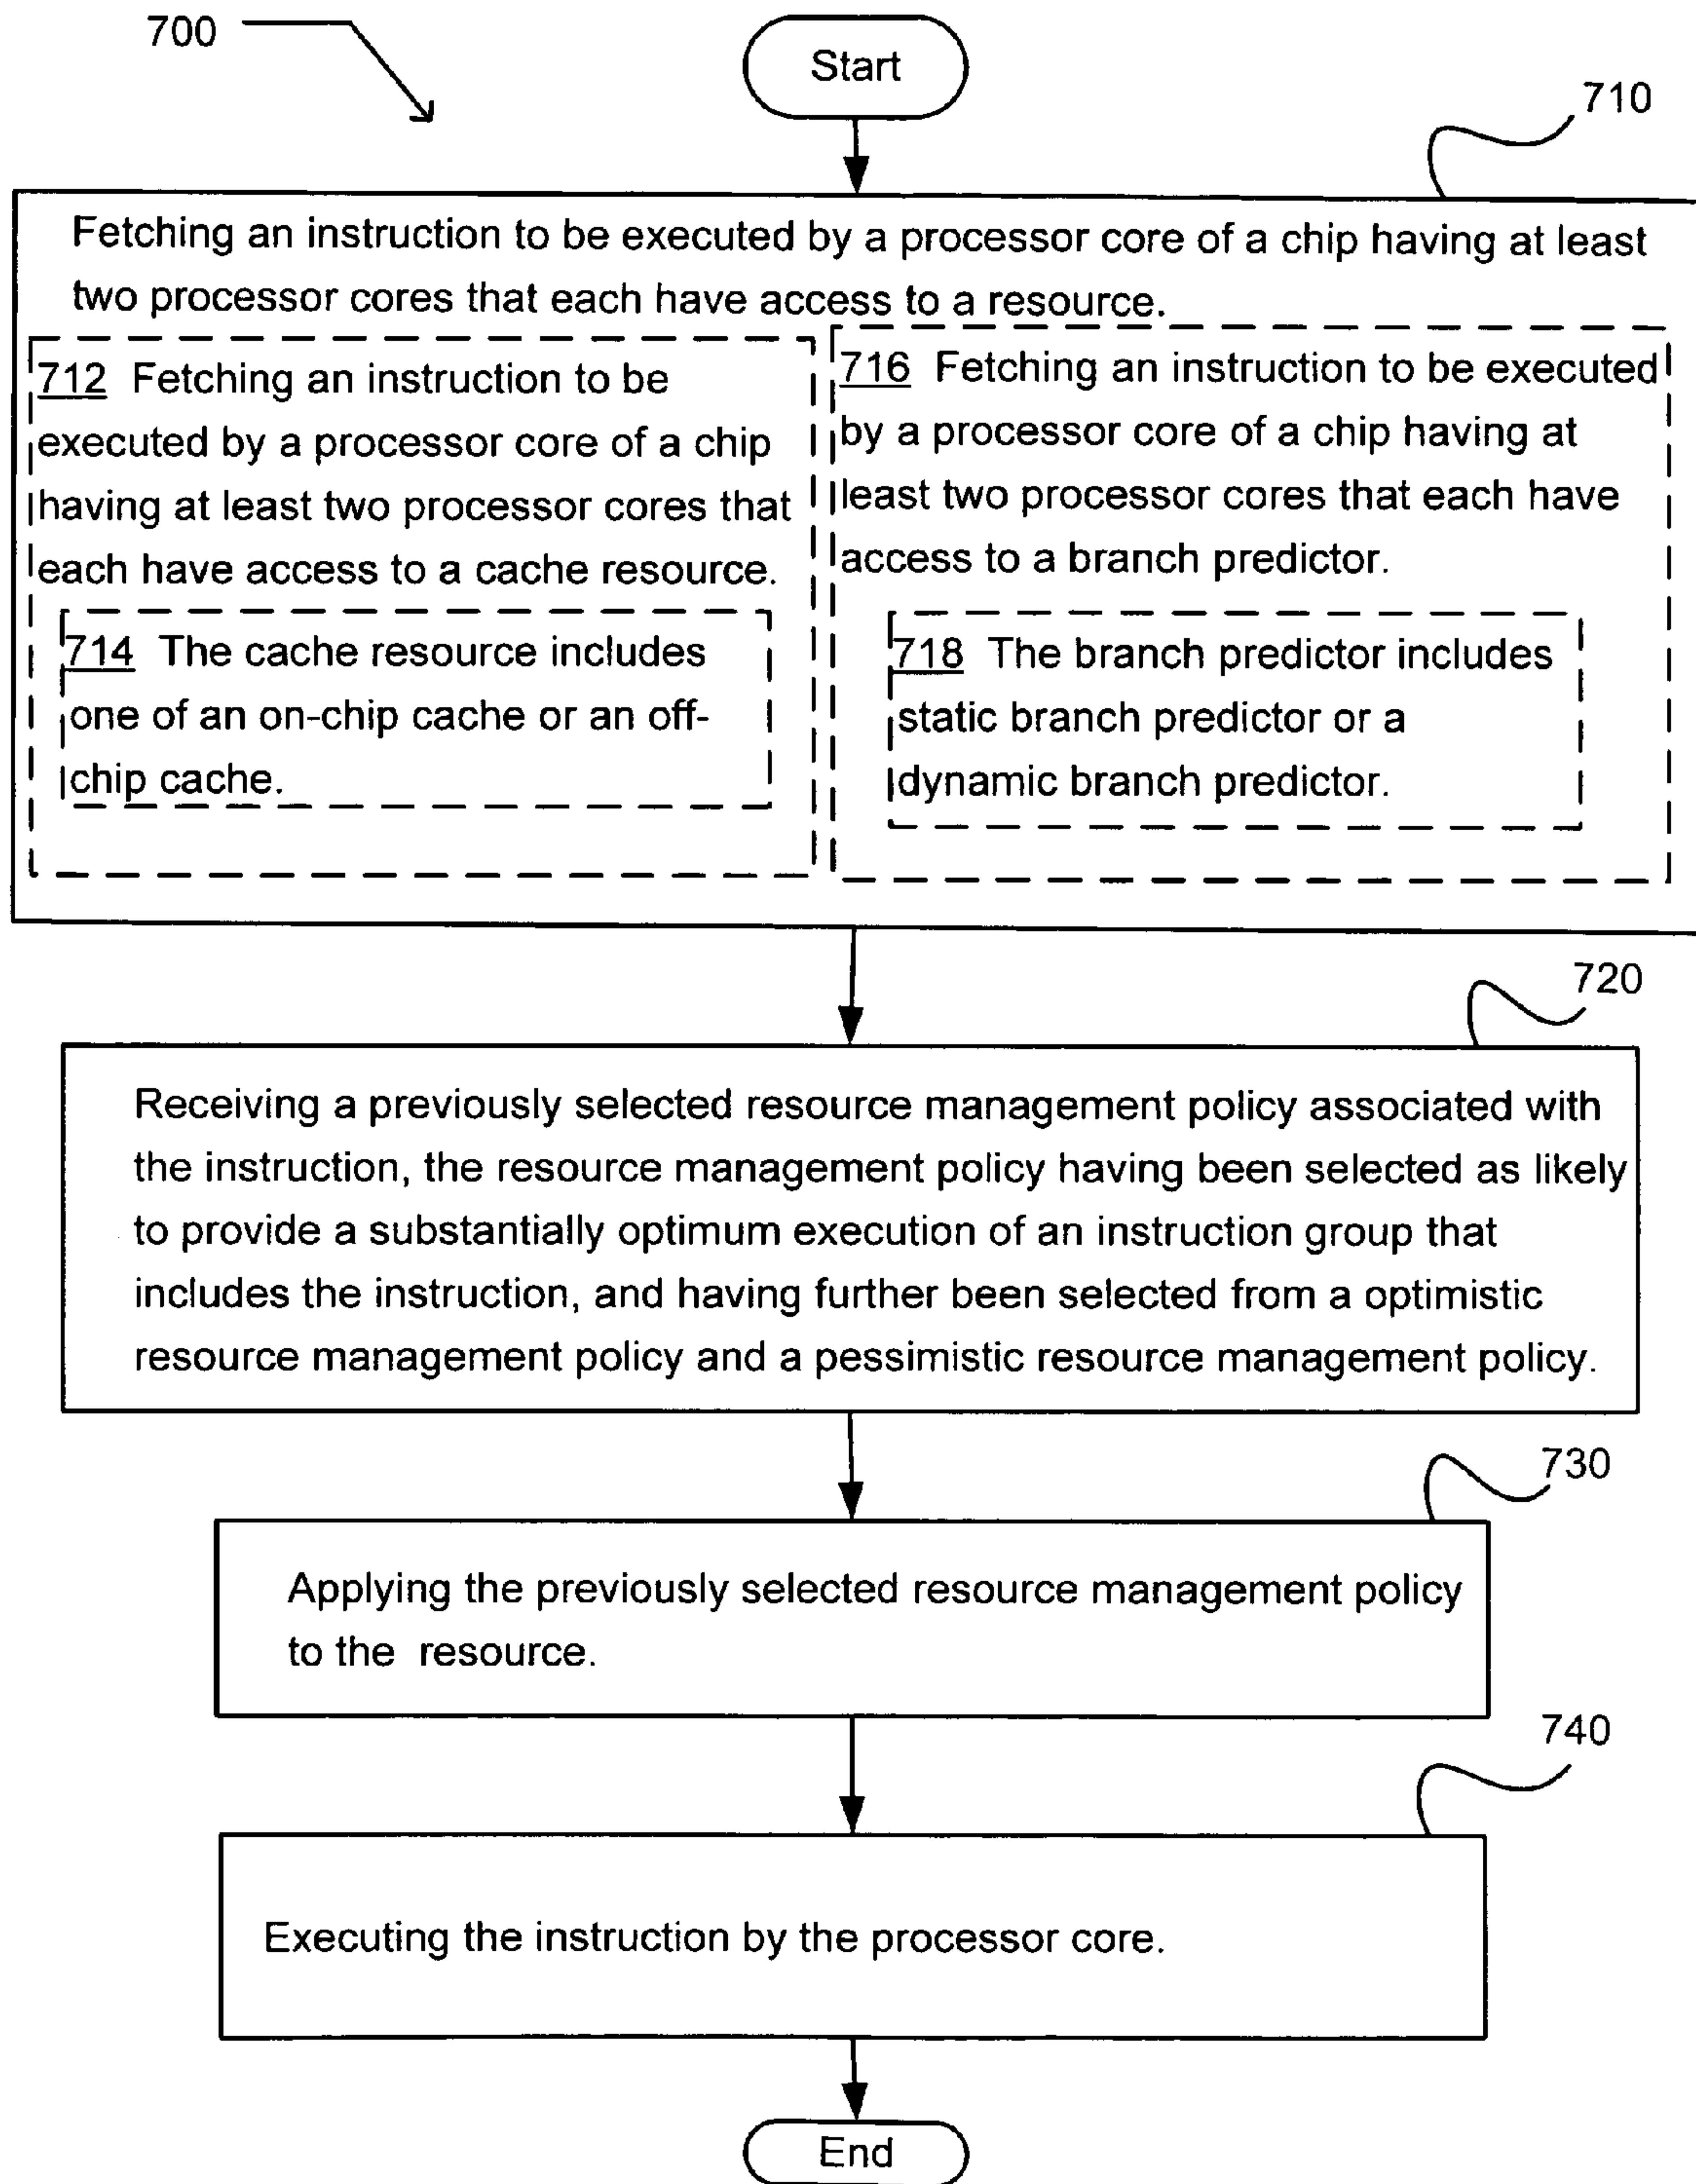 700
Start
710
Fetching an instruction to be executed by a processor core of a chip having at least
two processor cores that each have access to a resource.
712 Fetching an instruction to be
executed by a processor core of a chip
having at least two processor cores that
each have access to a cache resource.
714 The cache resource includes
one of an on-chip cache or an off-
chip cache.
716 Fetching an instruction to be executed
by a processor core of a chip having at
least two processor cores that each have
access to a branch predictor.
718 The branch predictor includes
static branch predictor or a
dynamic branch predictor.
720
Receiving a previously selected resource management policy associated with
the instruction, the resource management policy having been selected as likely
to provide a substantially optimum execution of an instruction group that
includes the instruction, and having further been selected from a optimistic
resource management policy and a pessimistic resource management policy.
730
Applying the previously selected resource management policy
to the resource.
740
Executing the instruction by the processor core.
End